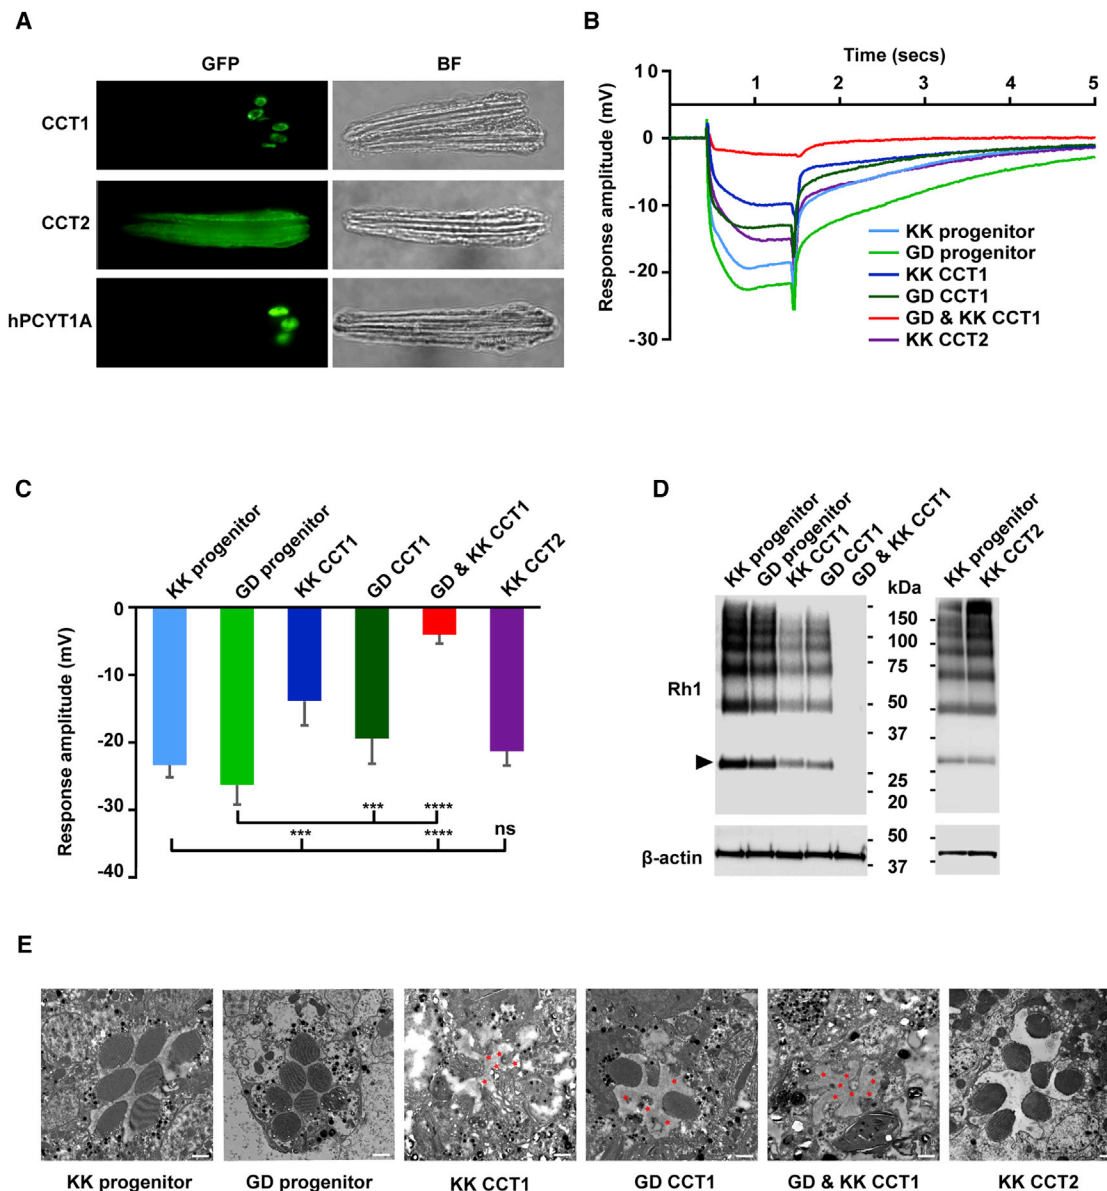 A
GFP
BF
CCT1
CCT2
hPCYT1A
B
Time (secs)
10
1
2
3
4
5
0
-10
-20
-30
Response amplitude (mV)
KK progenitor
GD progenitor
KK CCT1
GD CCT1
GD & KK CCT1
KK CCT2
C
KK progenitor
GD progenitor
KK CCT1
GD CCT1
GD & KK CCT1
KK CCT2
0
-10
-20
-30
-40
Response amplitude (mV)
*** ****
*** **** ns
D
KK progenitor
GD progenitor
KK CCT1
GD CCT1
GD & KK CCT1
KK progenitor
KK CCT2
kDa
150
100
75
50
37
25
20
Rh1
50
37
β-actin
E
KK progenitor
GD progenitor
KK CCT1
GD CCT1
GD & KK CCT1
KK CCT2